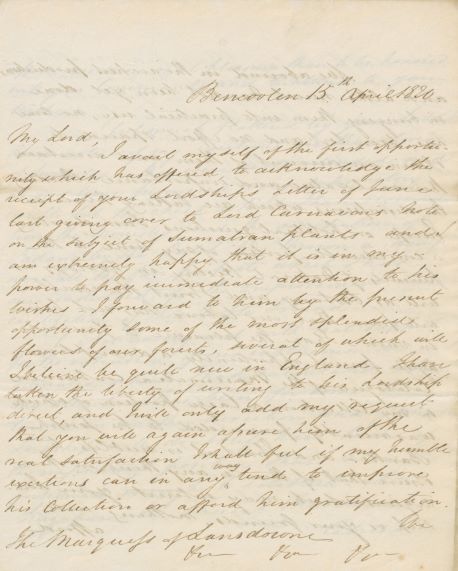 Bencoolen 15th April 1820
My Lord,
I avail myself of the first opportu-
nity which has offered to acknowledge the
receipt of your Lordships Letter of June
last giving cover to Lord Carnavons Note
on the subject of Sumatran plants and I
am extremely happy that it is in my
power to pay immediate attention to his
wishes - I forward to him by the present
opportunity some of the most splendid
flowers of our forests, several of which will
I believe be quite new in England, I have
taken the liberty of writing to his Lordship
direct, and will only add my request
that you will again assure him of the
real satisfaction I shall feel if my humble
exertions can in any way tend to improve
his Collection or afford him gratification.
The
The Marquess of Lansdowne